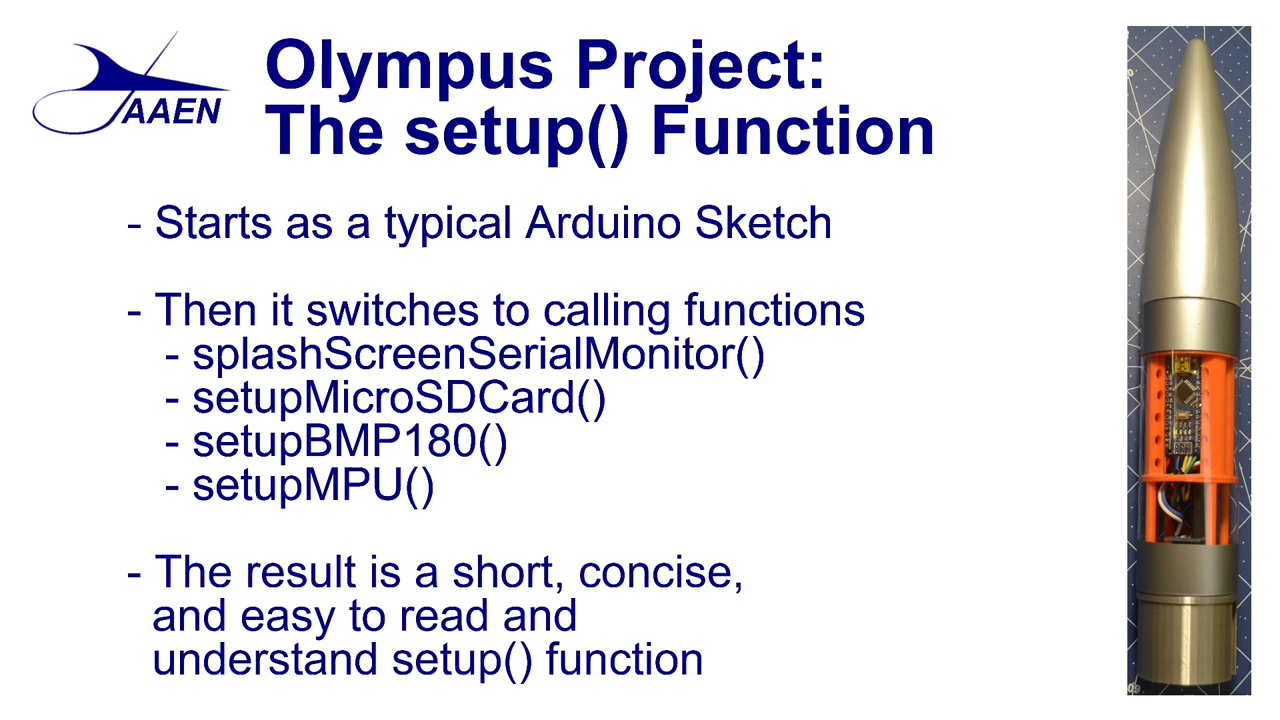 AAEN
Olympus Project:
The setup() Function
- Starts as a typical Arduino Sketch
- Then it switches to calling functions
- splashScreenSerialMonitor()
- setupMicroSDCard()
- setupBMP180()
- setupMPU()
- The result is a short, concise,
and easy to read and
understand setup() function